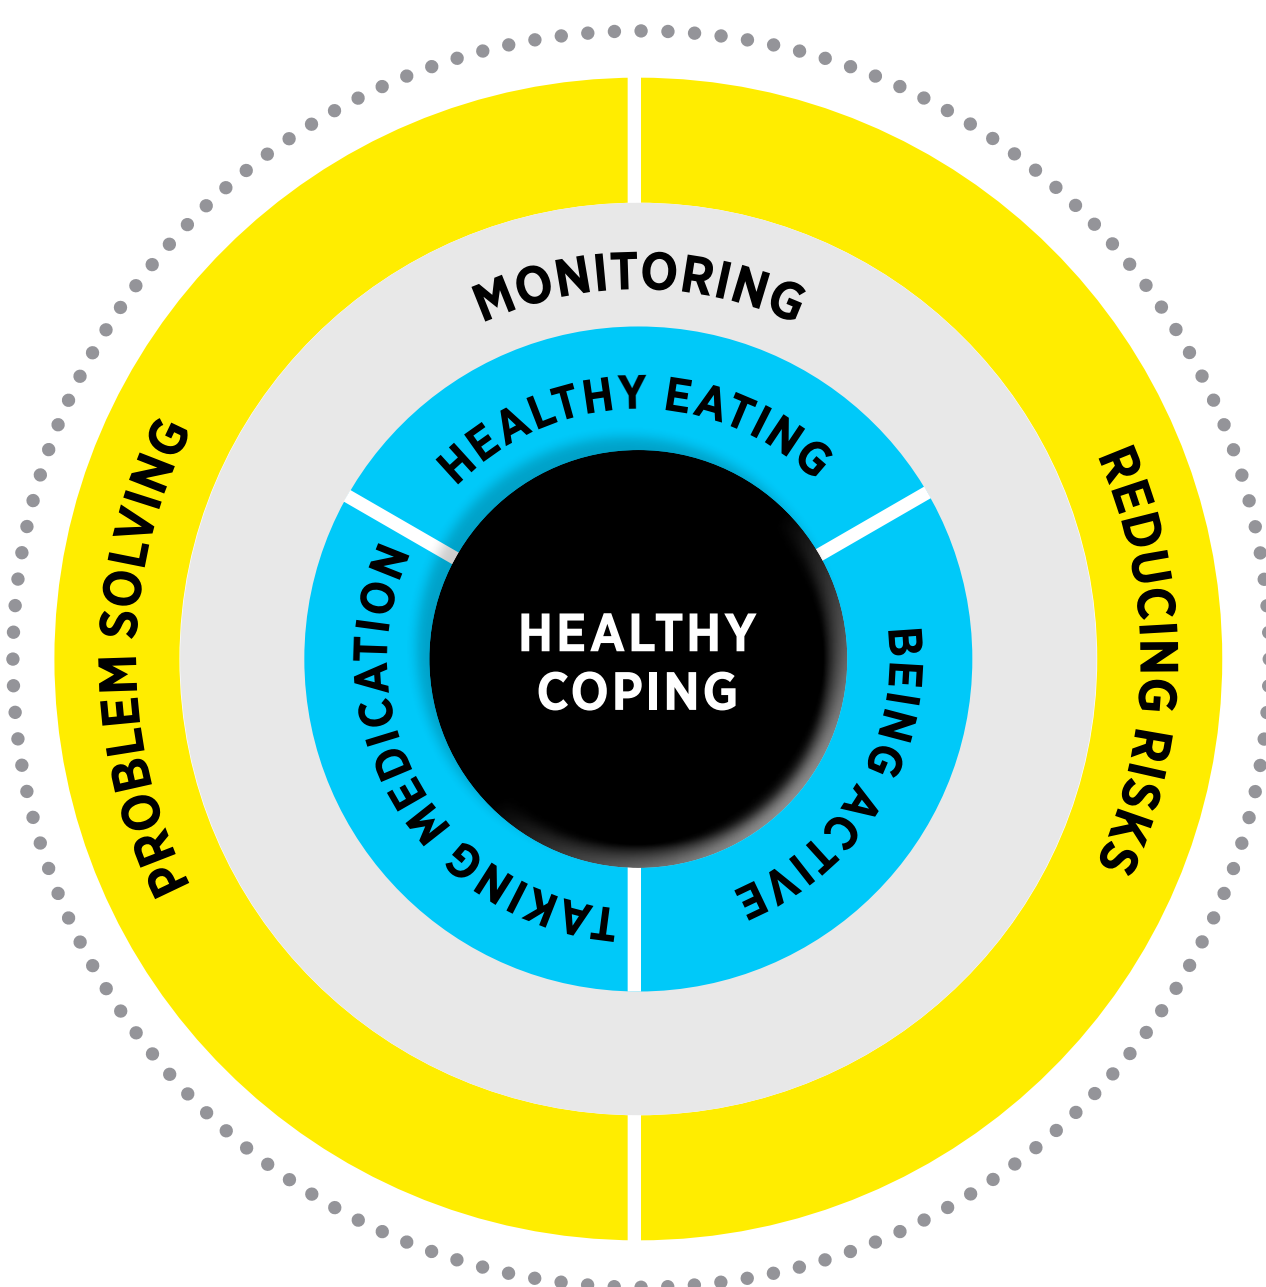 MONITORING
HEALTHY EATING
PROBLEM SOLVING
REDUCING RISKS
TAKING MEDICATION
BEING ACTIVE
HEALTHY
COPING